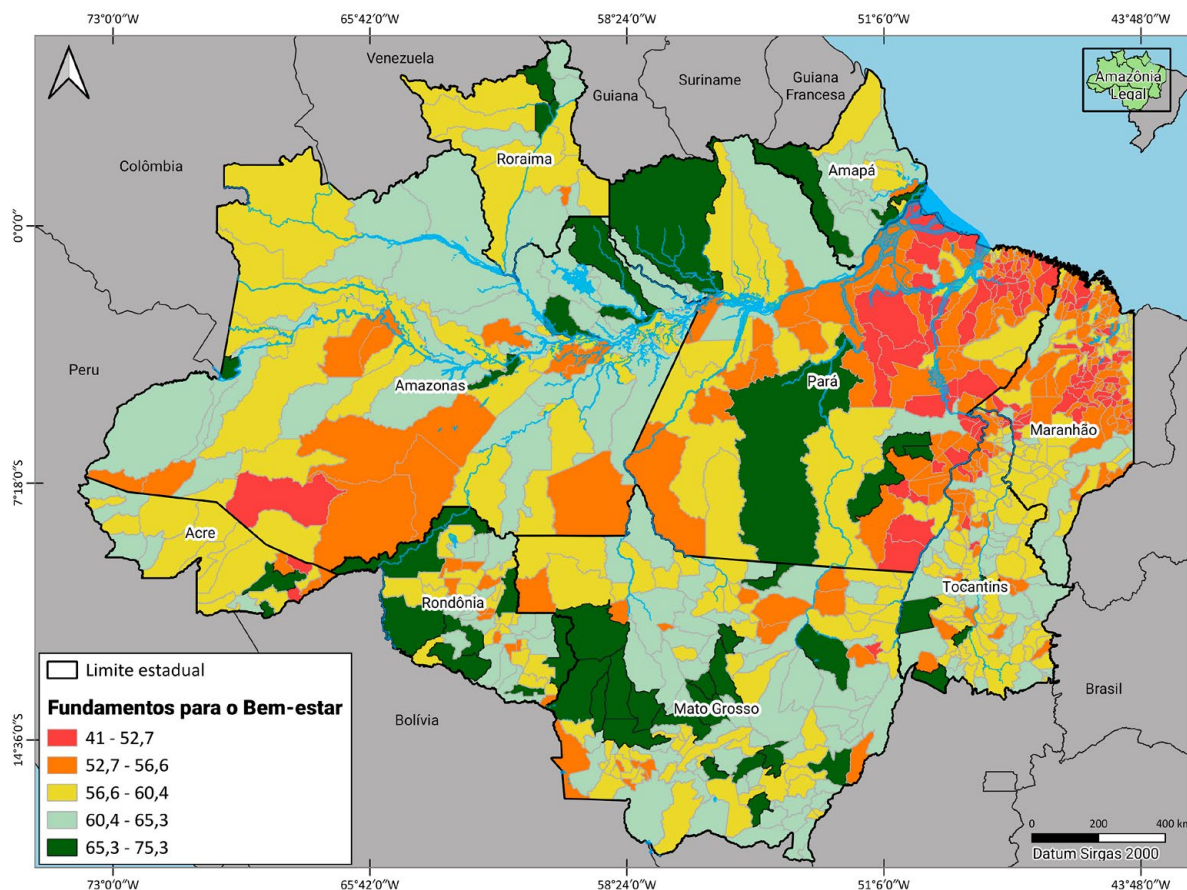 73°0'0"W
65°42'0"W
58°24'0"W
51°6'0"W
43°48'0"W
Venezuela
Suriname
Guiana
Francesa
Guiana
Amazônia
Legal
Colômbia
Roraima
Amapá
0°0'0"
Peru
Amazonas
Pará
Maranhão
7°18'0"S
Acre
Rondônia
Tocantins
Limite estadual
Fundamentos para o Bem-estar
41 - 52,7
52,7 - 56,6
56,6 - 60,4
60,4 - 65,3
65,3 - 75,3
Bolívia
Mato Grosso
Brasil
14°36'0"S
0 200 400 km
Datum Sirgas 2000
73°0'0"W
65°42'0"W
58°24'0"W
51°6'0"W
43°48'0"W